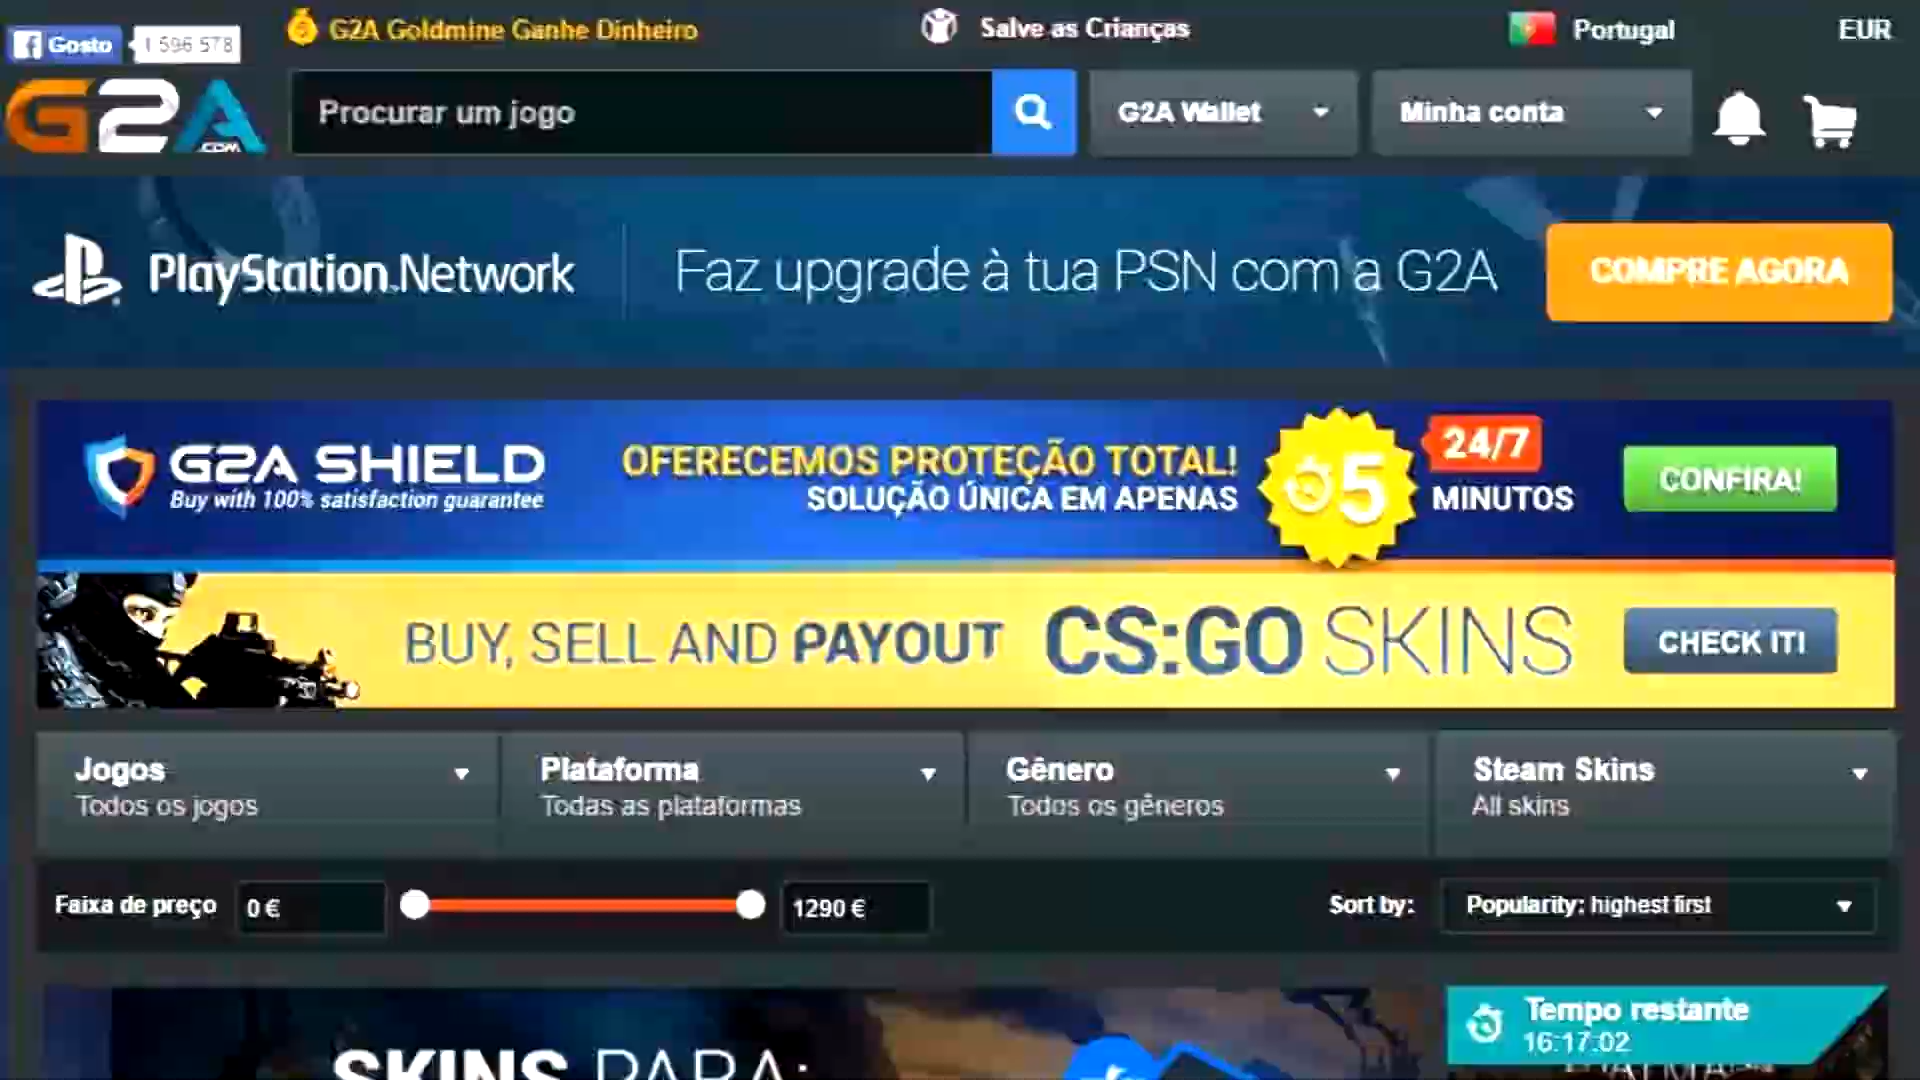 Gosto
1 596 578
G2A Goldmine Ganhe Dinheiro
Salve as Crianças
Portugal
EUR
G2A
.COM
Procurar um jogo
G2A Wallet
Minha conta
PlayStation.Network
Faz upgrade à tua PSN com a G2A
COMPRE AGORA
G2A SHIELD
Buy with 100% satisfaction guarantee
OFERECEMOS PROTEÇÃO TOTAL!
SOLUÇÃO ÚNICA EM APENAS
5
24/7
MINUTOS
CONFIRA!
BUY, SELL AND PAYOUT CS:GO SKINS
CHECK IT!
Jogos
Todos os jogos
Plataforma
Todas as plataformas
Gênero
Todos os gêneros
Steam Skins
All skins
Faixa de preço
0 €
1290 €
Sort by:
Popularity: highest first
Tempo restante
16:17:02
SKINS PARA: